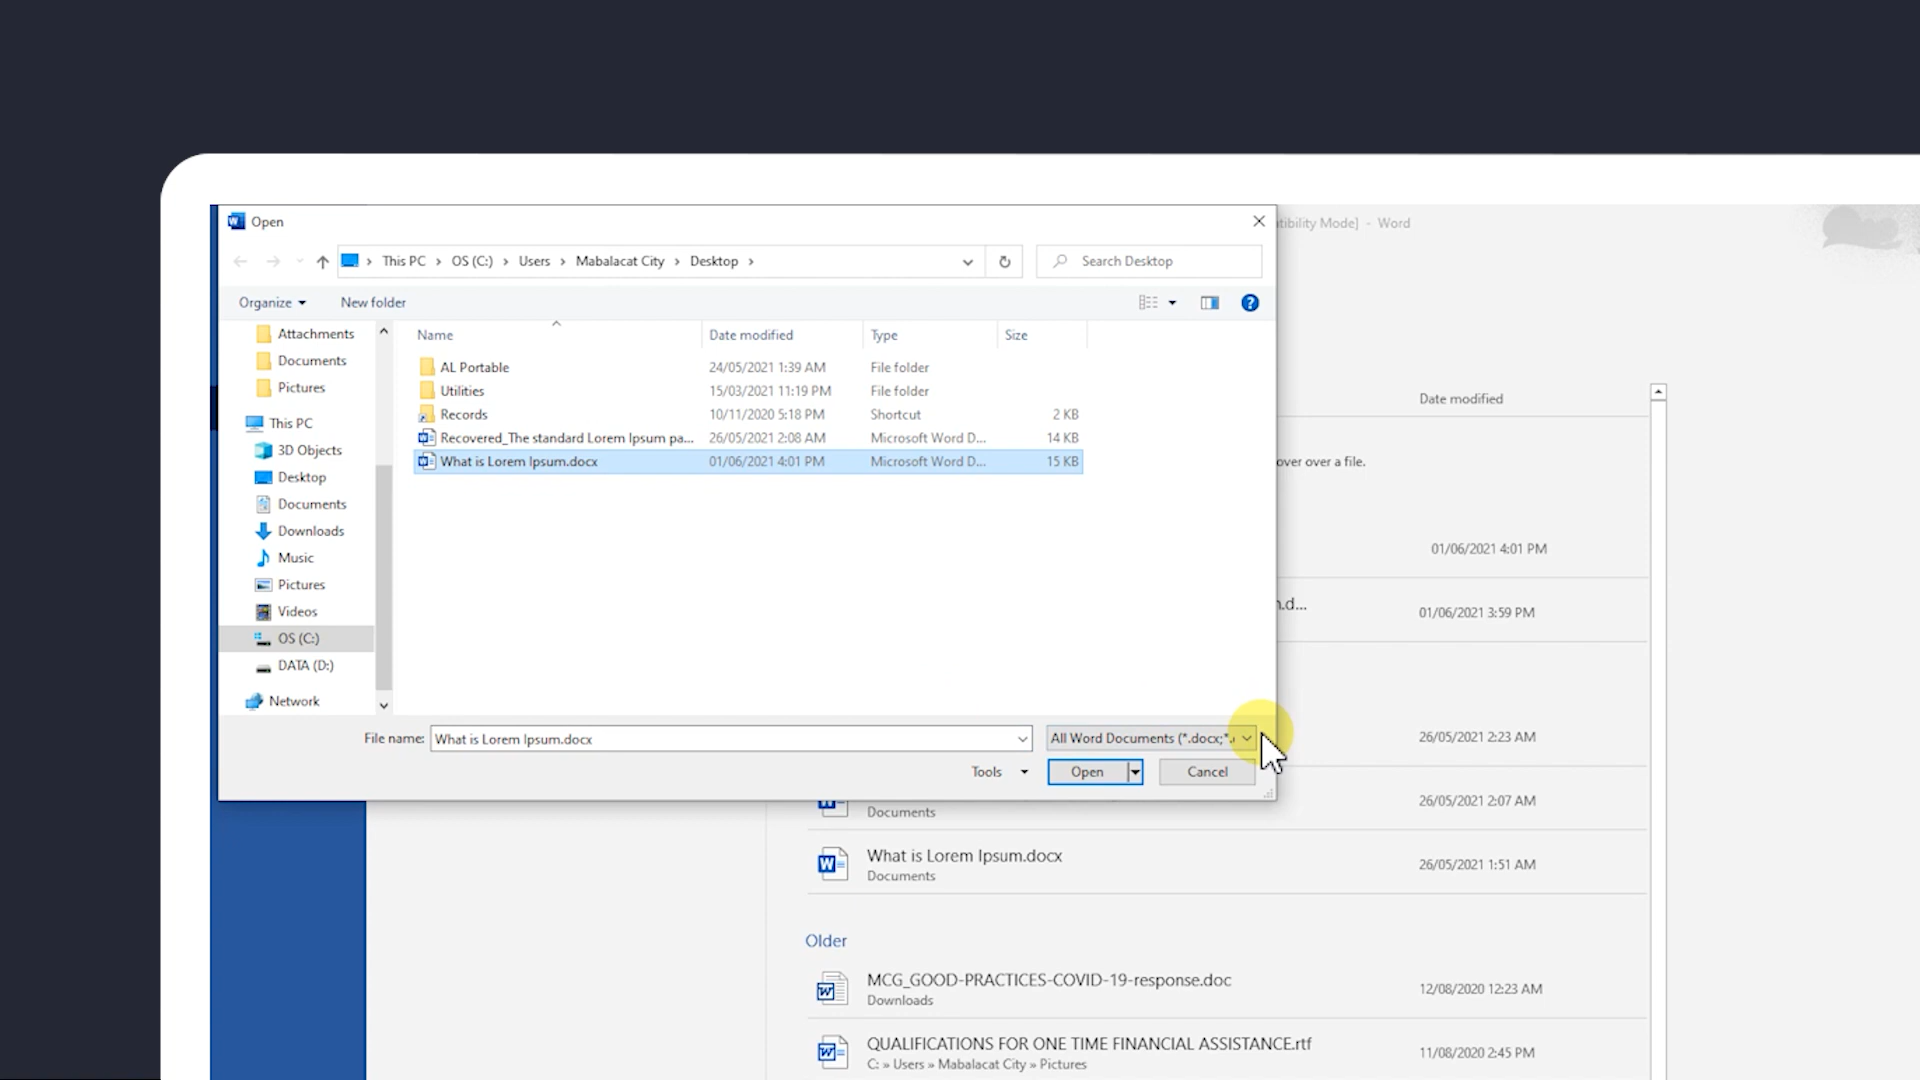 Open
tibility Mode] - Word
This PC › OS (C:) › Users › Mabalacat City › Desktop ›
Search Desktop
Organize
New folder
Attachments
Documents
Pictures
This PC
3D Objects
Desktop
Documents
Downloads
Music
Pictures
Videos
OS (C:)
DATA (D:)
Network
Name Date modified Type Size
AL Portable 24/05/2021 1:39 AM File folder
Utilities 15/03/2021 11:19 PM File folder
Records 10/11/2020 5:18 PM Shortcut 2 KB
Recovered_The standard Lorem Ipsum pa... 26/05/2021 2:08 AM Microsoft Word D... 14 KB
What is Lorem Ipsum.docx 01/06/2021 4:01 PM Microsoft Word D... 15 KB
File name: What is Lorem Ipsum.docx
All Word Documents (*.docx;*.
Tools Open Cancel
Date modified
over over a file.
01/06/2021 4:01 PM
.d... 01/06/2021 3:59 PM
26/05/2021 2:23 AM
Documents 26/05/2021 2:07 AM
What is Lorem Ipsum.docx 26/05/2021 1:51 AM
Documents
Older
MCG_GOOD-PRACTICES-COVID-19-response.doc 12/08/2020 12:23 AM
Downloads
QUALIFICATIONS FOR ONE TIME FINANCIAL ASSISTANCE.rtf 11/08/2020 2:45 PM
C: » Users » Mabalacat City » Pictures